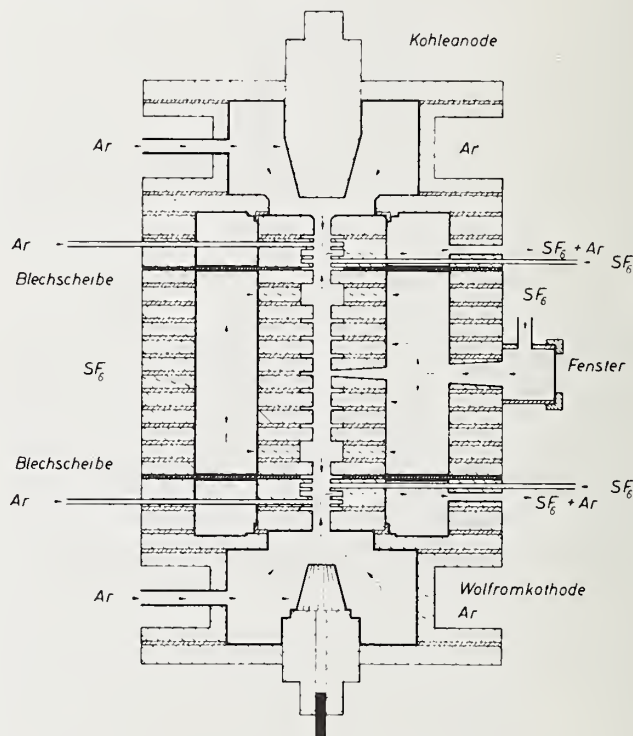 Kohleanode
Ar
Ar
Ar
SF6 + Ar
SF6
Blechscheibe
SF6
SF6
Fenster
Blechscheibe
SF6
Ar
SF6 + Ar
Wolframkathode
Ar
Ar